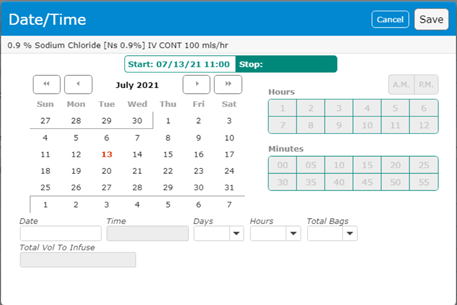 Date/Time Cancel Save
0.9 % Sodium Chloride [Ns 0.9%] IV CONT 100 mls/hr
Start: 07/13/21 11:00 Stop:
July 2021
Sun Mon Tue Wed Thu Fri Sat
27 28 29 30 1 2 3
4 5 6 7 8 9 10
11 12 13 14 15 16 17
18 19 20 21 22 23 24
25 26 27 28 29 30 31
1 2 3 4 5 6 7
A.M. P.M.
Hours
1 2 3 4 5 6
7 8 9 10 11 12
Minutes
00 05 10 15 20 25
30 35 40 45 50 55
Date Time Days Hours Total Bags
Total Vol To Infuse